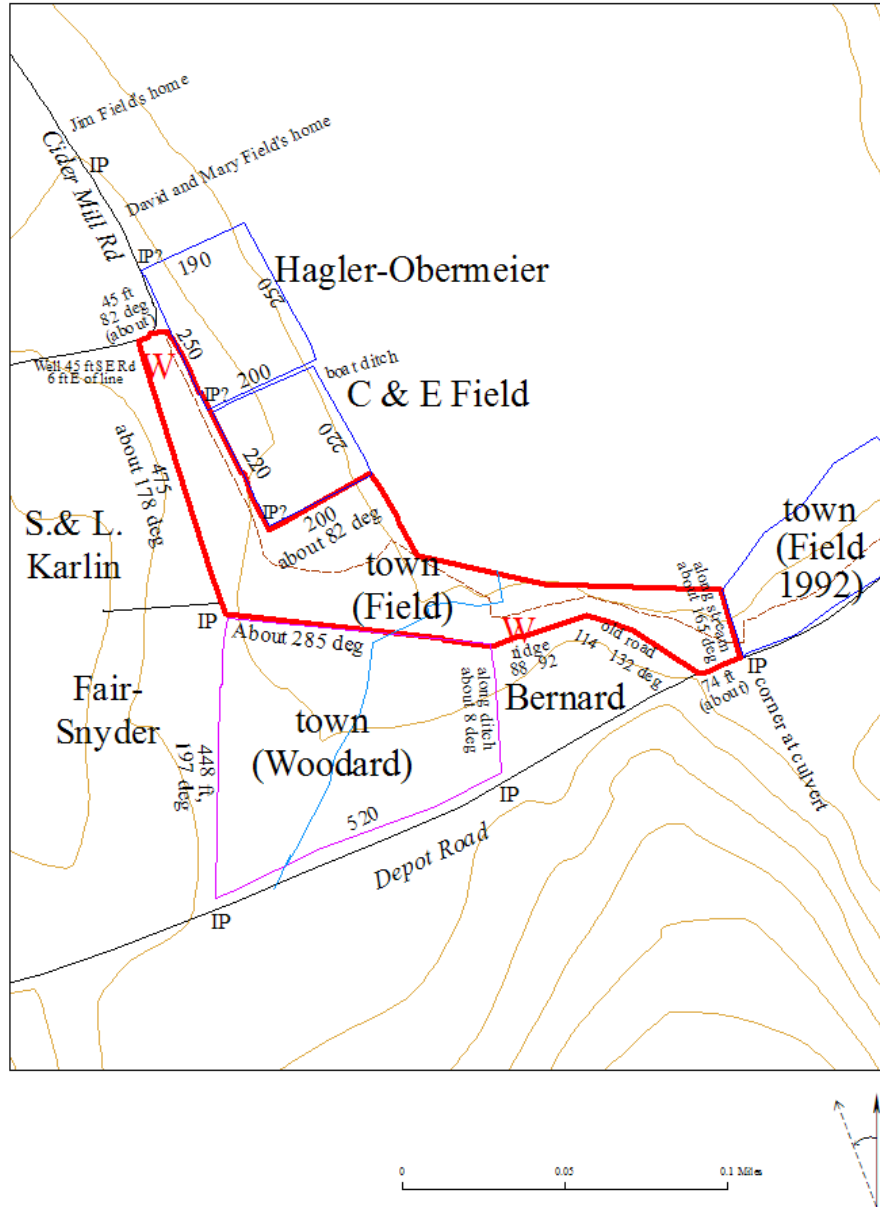 Jim Field's home
Cider Mill Rd
IP
David and Mary Field's home
IP?
190
Hagler-Obermeier
250
45 ft
82 deg
(about)
W
250
Well 45 ft S E Rd
6 ft E of line
200
boat ditch
IP?
C & E Field
220
220
475
about 178 deg
IP?
200
about 82 deg
S.& L.
Karlin
town
(Field)
town
(Field
1992)
along stream
about 165 deg
IP
About 285 deg
W
ridge
88 92
old road
114 132 deg
IP
74 ft
(about)
corner at culvert
Fair-
Snyder
town
(Woodard)
along ditch
about 8 deg
Bernard
448 ft,
197 deg
IP
520
Depot Road
IP
0
0.05
0.1 Miles